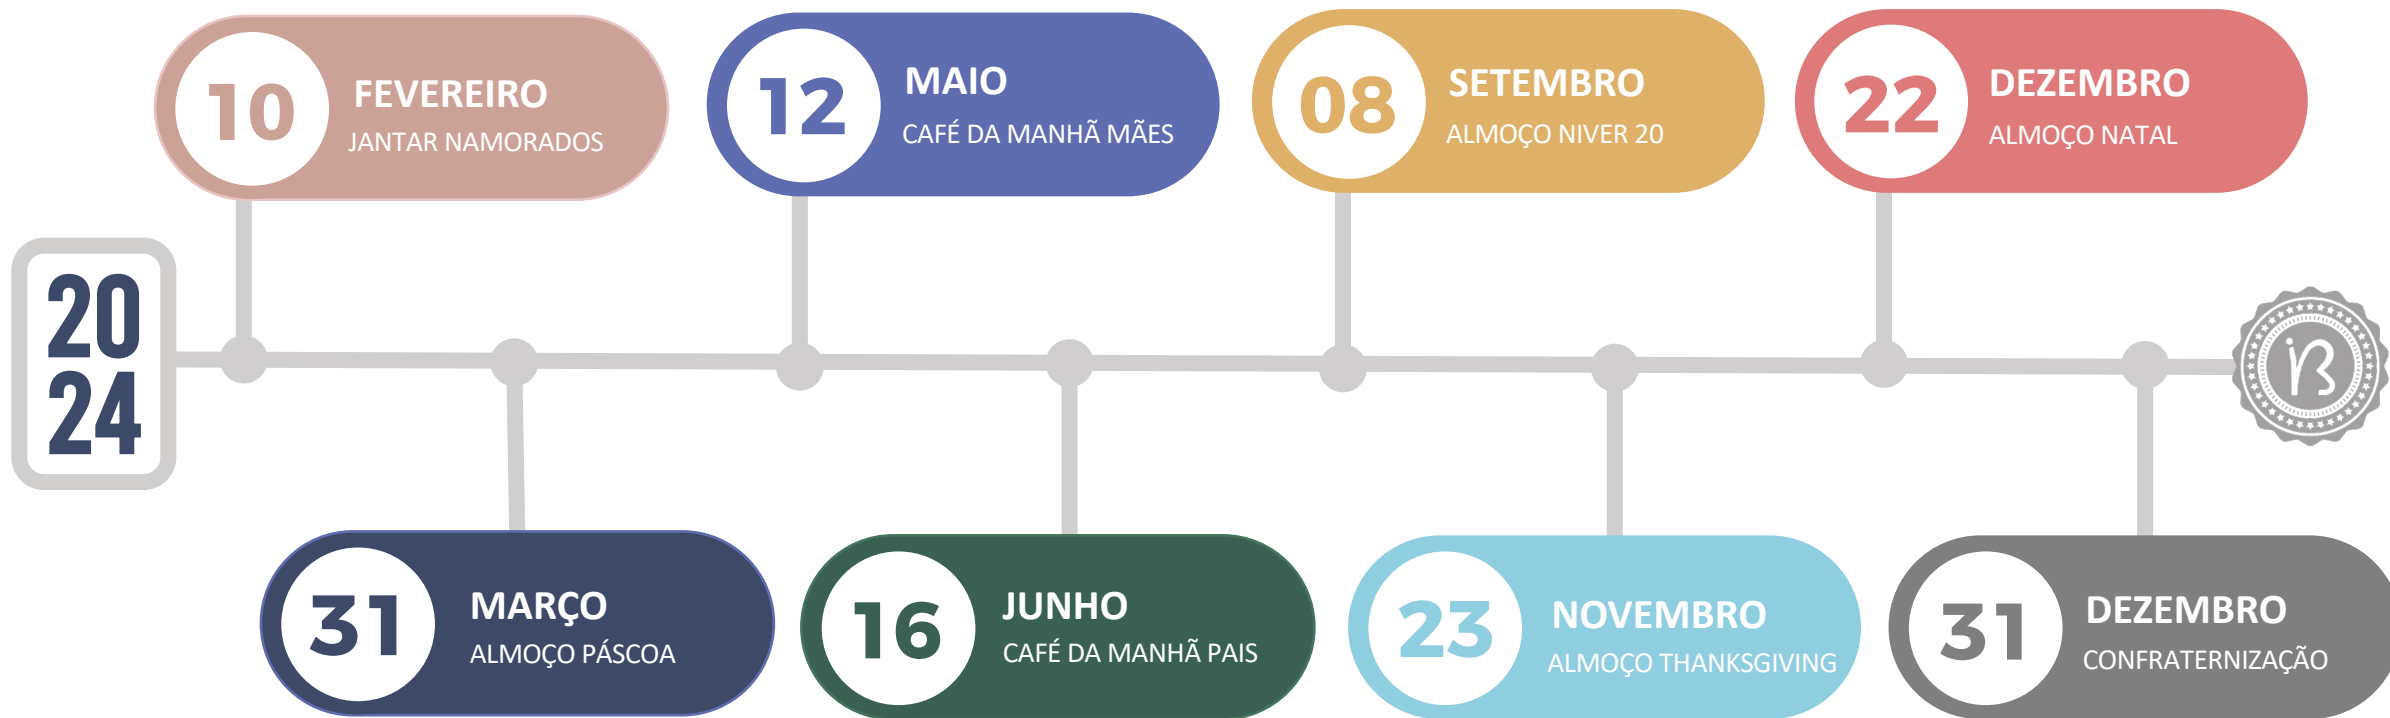 20
24
10
FEVEREIRO
JANTAR NAMORADOS
31
MARÇO
ALMOÇO PÁSCOA
12
MAIO
CAFÉ DA MANHÃ MÃES
16
JUNHO
CAFÉ DA MANHÃ PAIS
08
SETEMBRO
ALMOÇO NIVER 20
23
NOVEMBRO
ALMOÇO THANKSGIVING
22
DEZEMBRO
ALMOÇO NATAL
31
DEZEMBRO
CONFRATERNIZAÇÃO